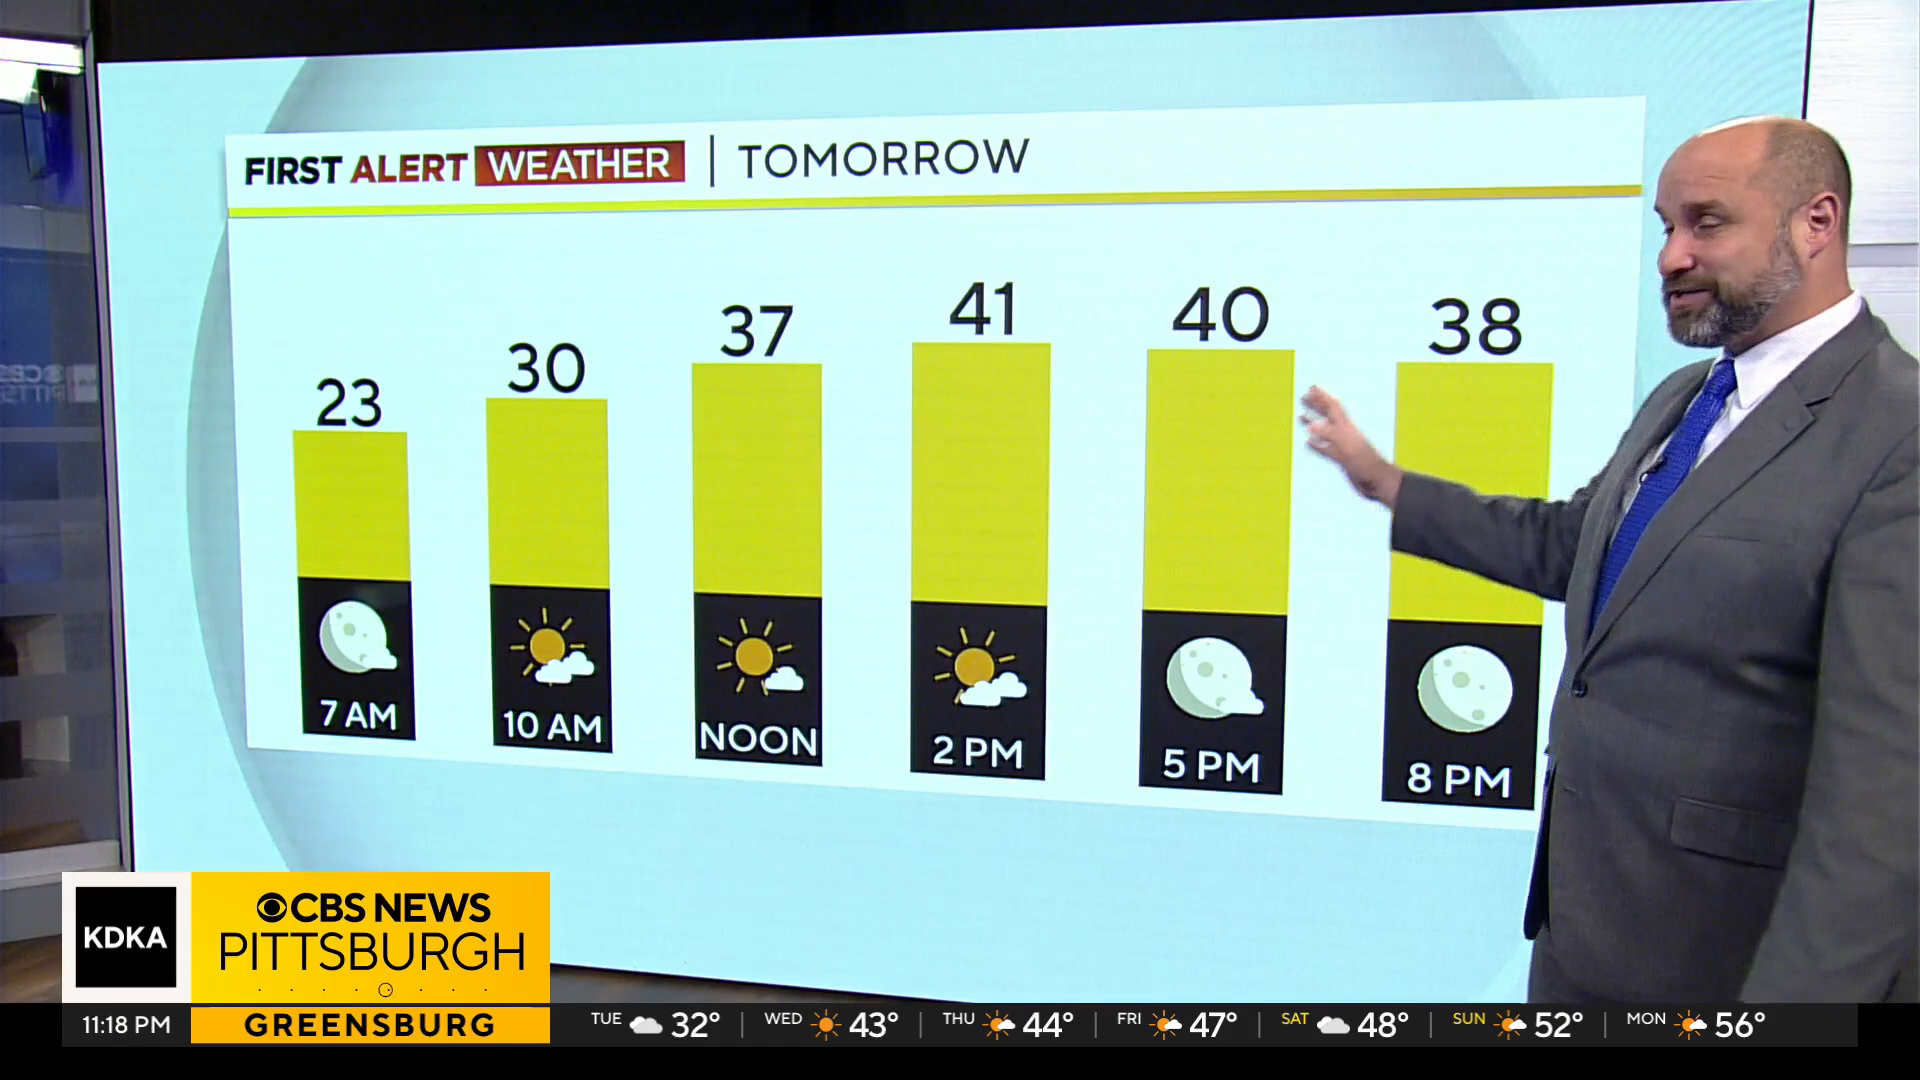 FIRST ALERT WEATHER | TOMORROW
23
30
37
41
40
38
7 AM
10 AM
NOON
2 PM
5 PM
8 PM
KDKA
CBS NEWS
PITTSBURGH
11:18 PM
GREENSBURG
TUE 32° | WED 43° | THU 44° | FRI 47° | SAT 48° | SUN 52° | MON 56°